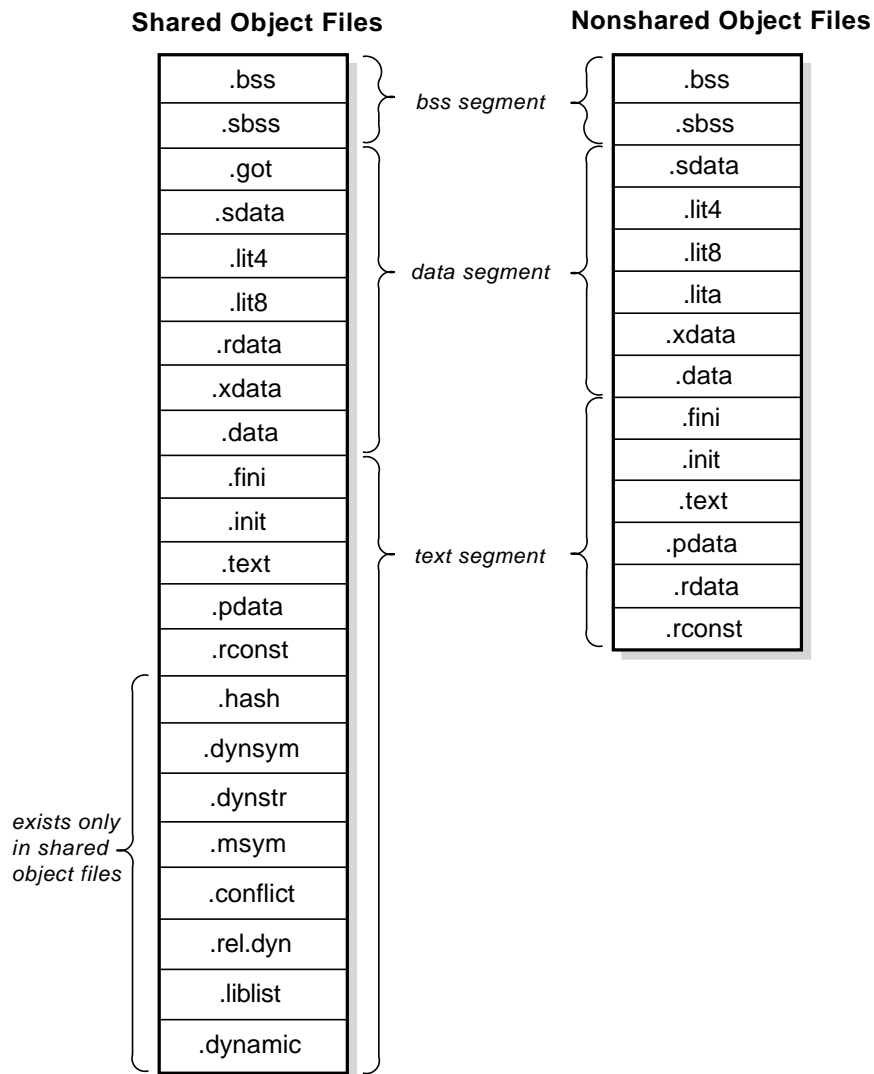 Shared Object Files
.bss
.sbss
.got
.sdata
.lit4
.lit8
.rdata
.xdata
.data
.fini
.init
.text
.pdata
.rconst
.hash
.dynsym
.dynstr
.msym
.conflict
.rel.dyn
.liblist
.dynamic
exists only
in shared
object files
bss segment
data segment
text segment
Nonshared Object Files
.bss
.sbss
.sdata
.lit4
.lit8
.lita
.xdata
.data
.fini
.init
.text
.pdata
.rdata
.rconst